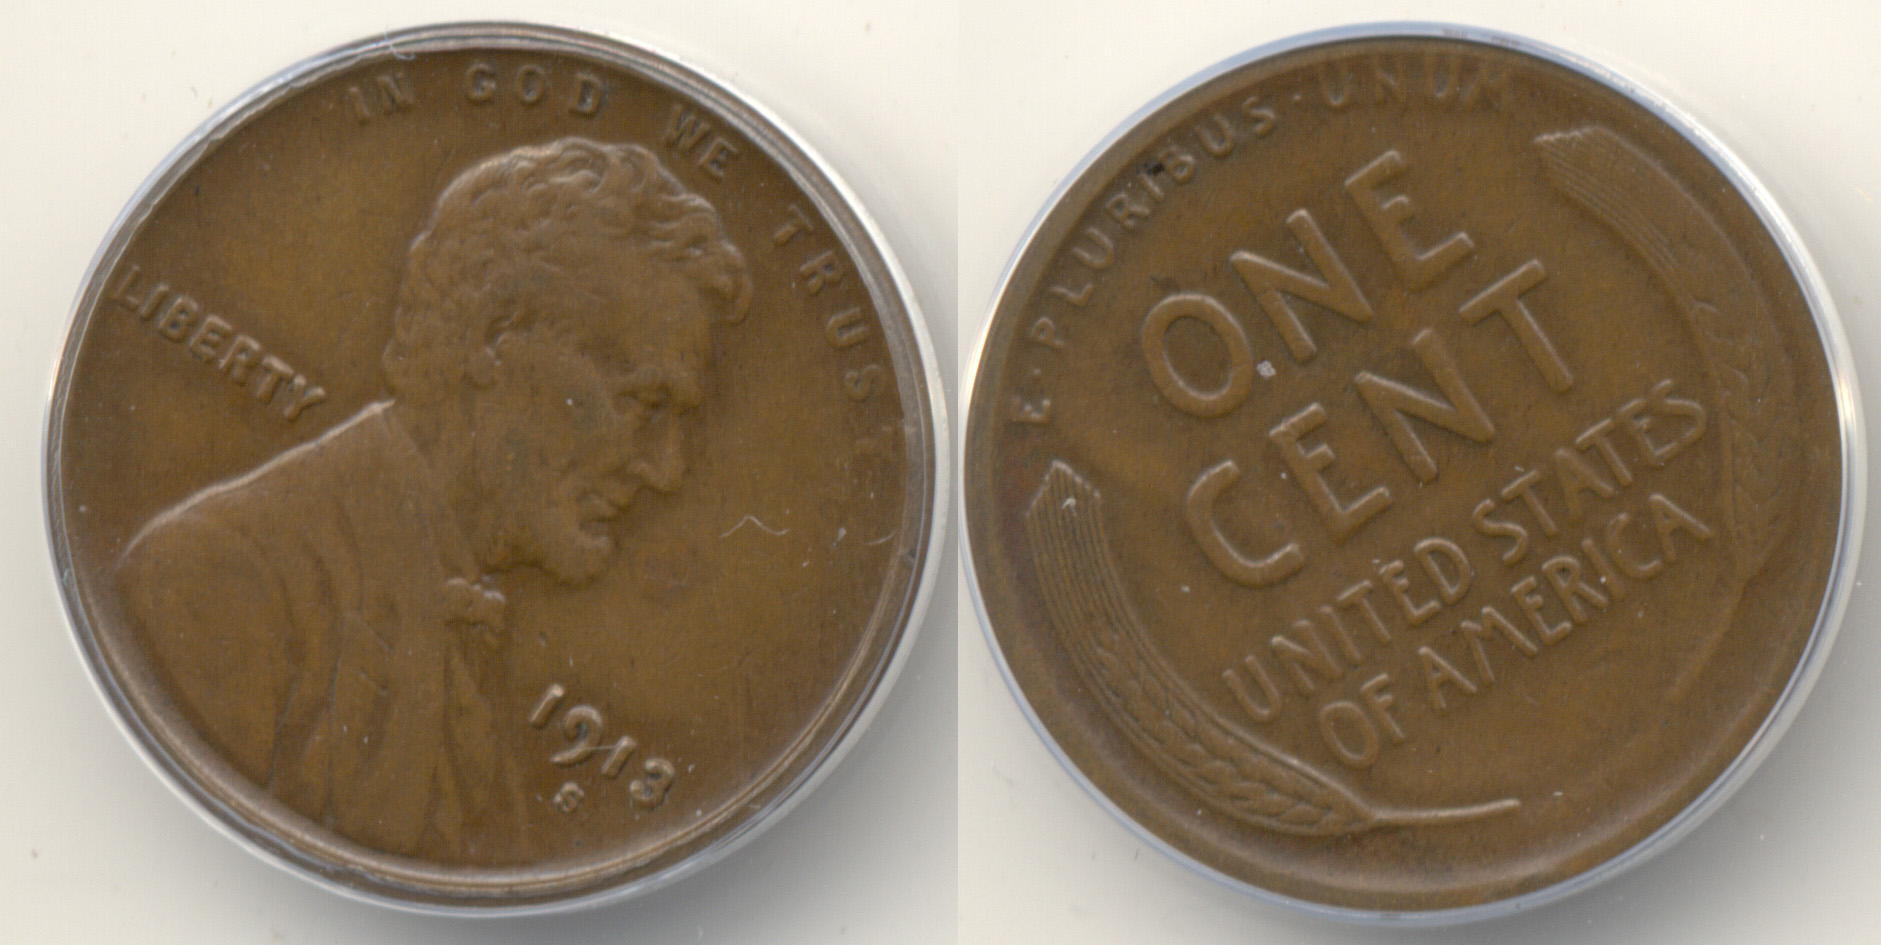 IN GOD WE TRUST
LIBERTY
1913
S
E·PLURIBUS·UNUM
ONE
CENT
UNITED STATES
OF AMERICA